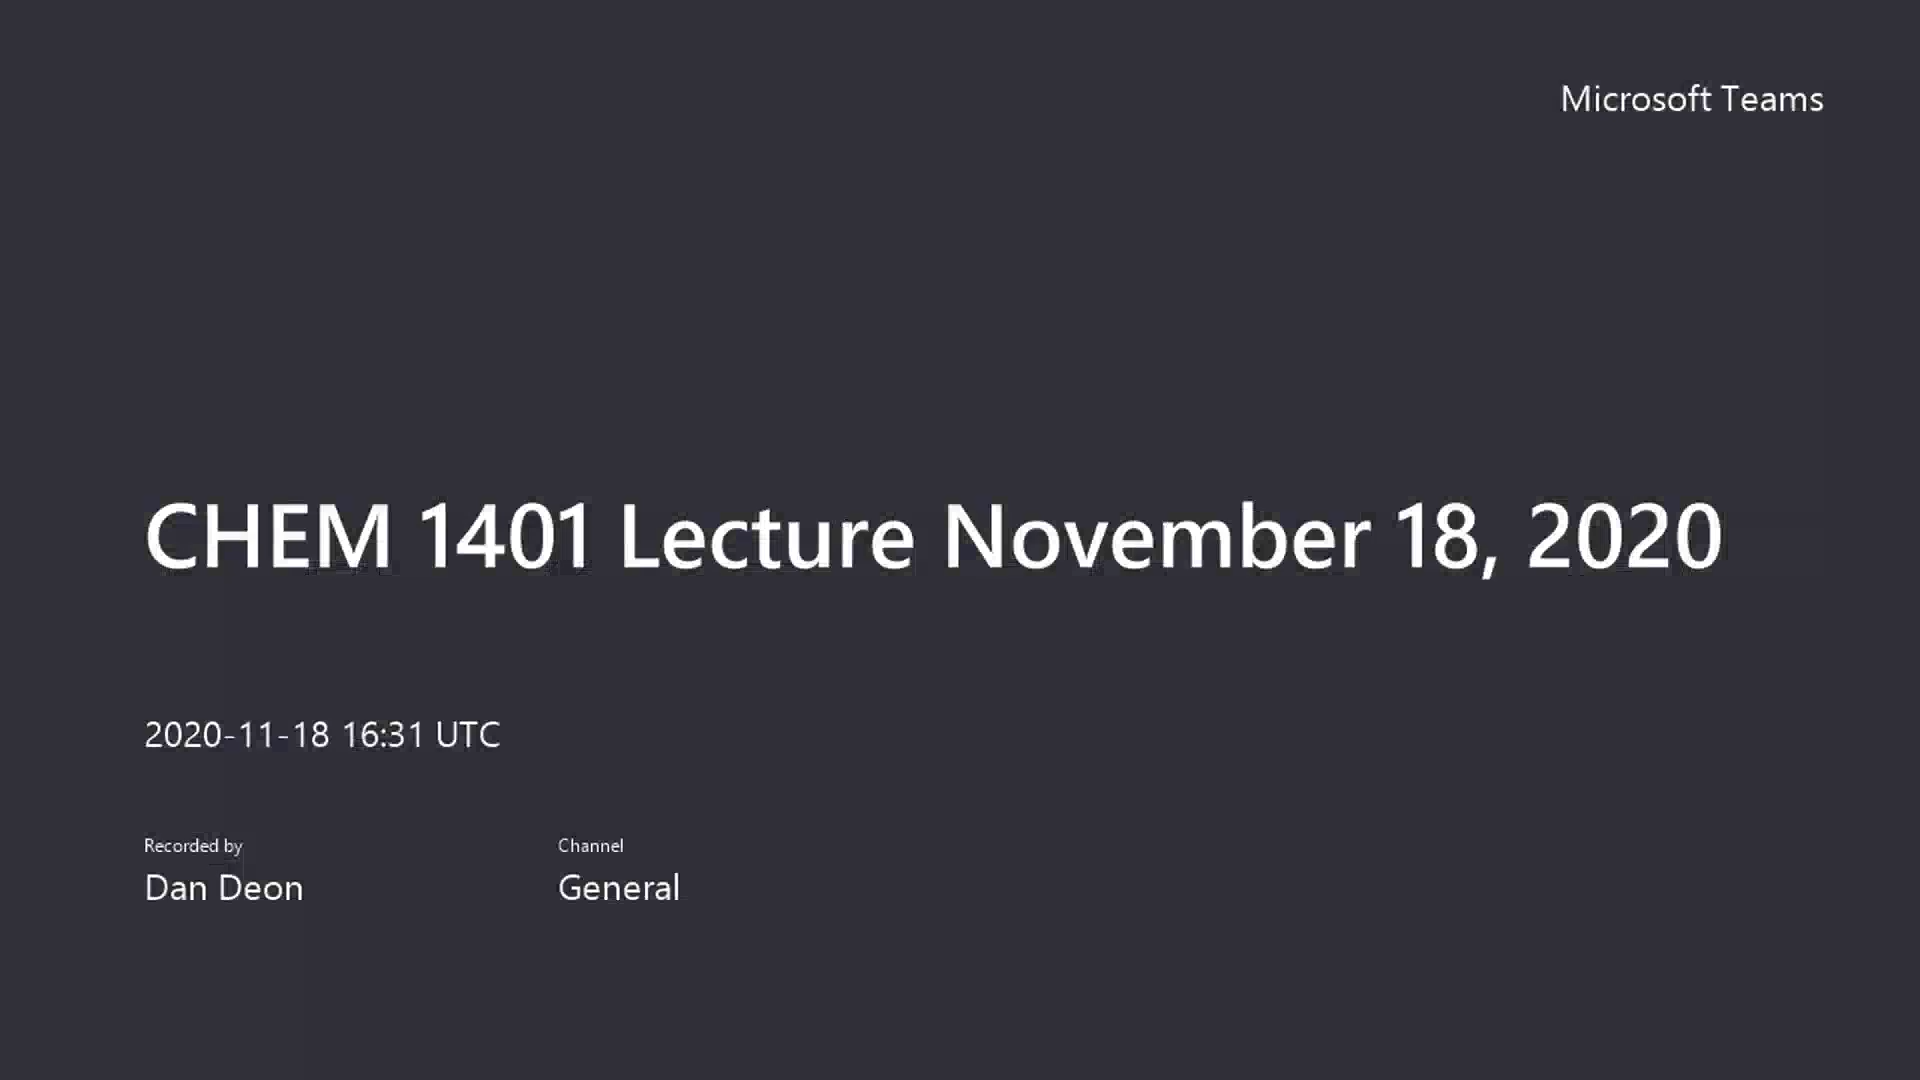 Microsoft Teams
CHEM 1401 Lecture November 18, 2020
2020-11-18 16:31 UTC
Recorded by
Dan Deon
Channel
General